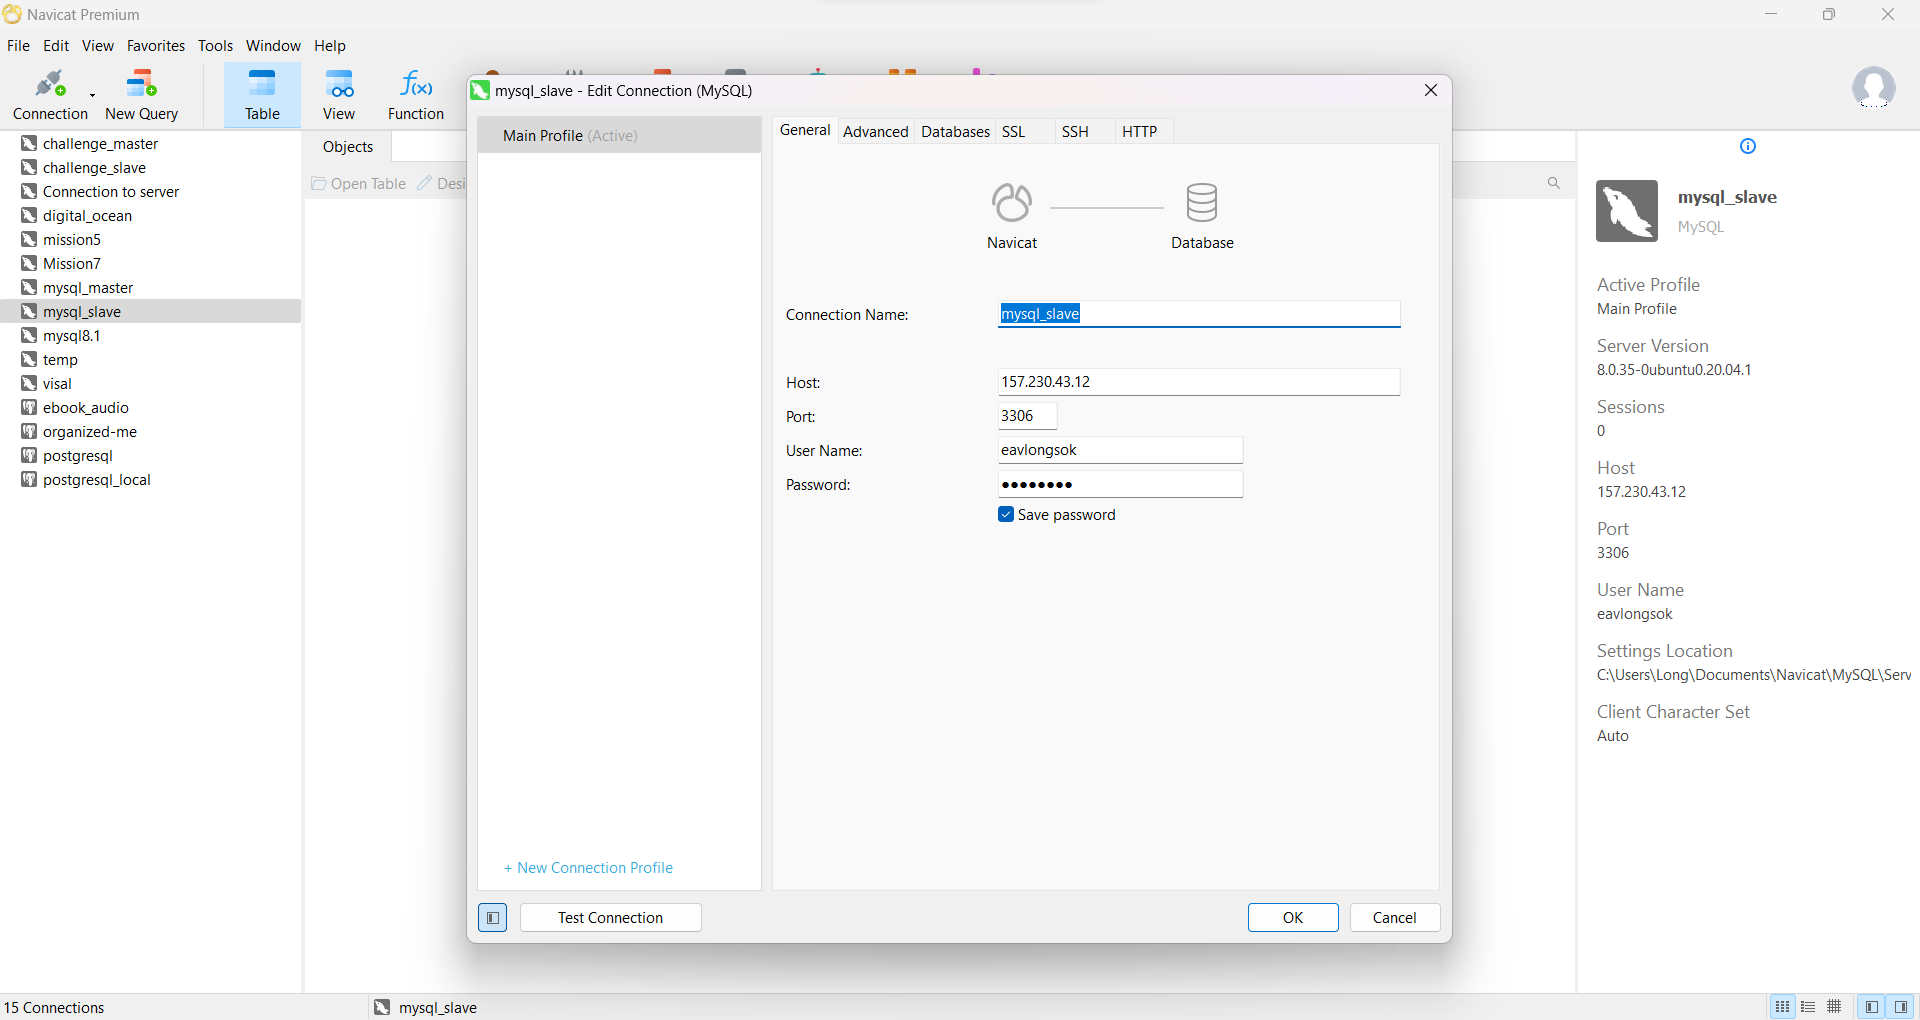 Navicat Premium
File Edit View Favorites Tools Window Help
Connection New Query Table View Function
challenge_master
challenge_slave
Connection to server
digital_ocean
mission5
Mission7
mysql_master
mysql_slave
mysql8.1
temp
visal
ebook_audio
organized-me
postgresql
postgresql_local
Objects
Open Table Desi
mysql_slave - Edit Connection (MySQL)
Main Profile (Active)
+ New Connection Profile
General Advanced Databases SSL SSH HTTP
Navicat Database
Connection Name: mysql_slave
Host: 157.230.43.12
Port: 3306
User Name: eavlongsok
Password: ●●●●●●●●
Save password
Test Connection OK Cancel
mysql_slave
MySQL
Active Profile
Main Profile
Server Version
8.0.35-0ubuntu0.20.04.1
Sessions
0
Host
157.230.43.12
Port
3306
User Name
eavlongsok
Settings Location
C:\Users\Long\Documents\Navicat\MySQL\Serv
Client Character Set
Auto
15 Connections mysql_slave